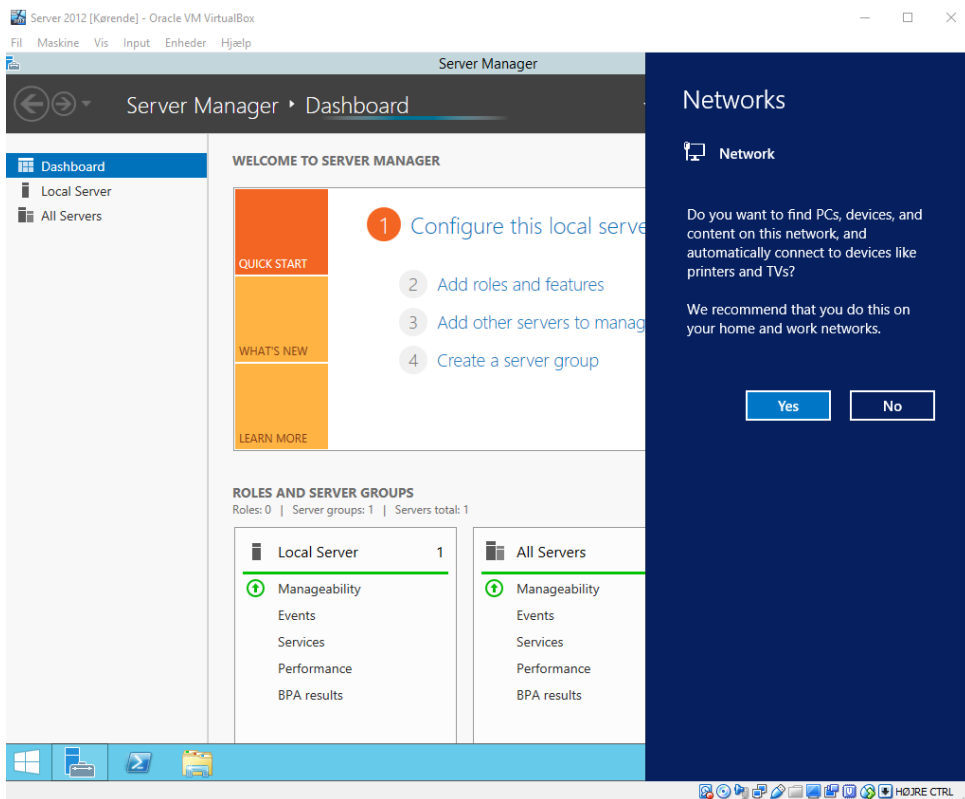 Server 2012 [Kørende] - Oracle VM VirtualBox
Fil Maskine Vis Input Enheder Hjælp
Server Manager
Server Manager • Dashboard
Dashboard
Local Server
All Servers
WELCOME TO SERVER MANAGER
QUICK START
WHAT'S NEW
LEARN MORE
1 Configure this local serve
2 Add roles and features
3 Add other servers to manag
4 Create a server group
ROLES AND SERVER GROUPS
Roles: 0 | Server groups: 1 | Servers total: 1
Local Server 1
Manageability
Events
Services
Performance
BPA results
All Servers
Manageability
Events
Services
Performance
BPA results
Networks
Network
Do you want to find PCs, devices, and
content on this network, and
automatically connect to devices like
printers and TVs?
We recommend that you do this on
your home and work networks.
Yes No
HØJRE CTRL